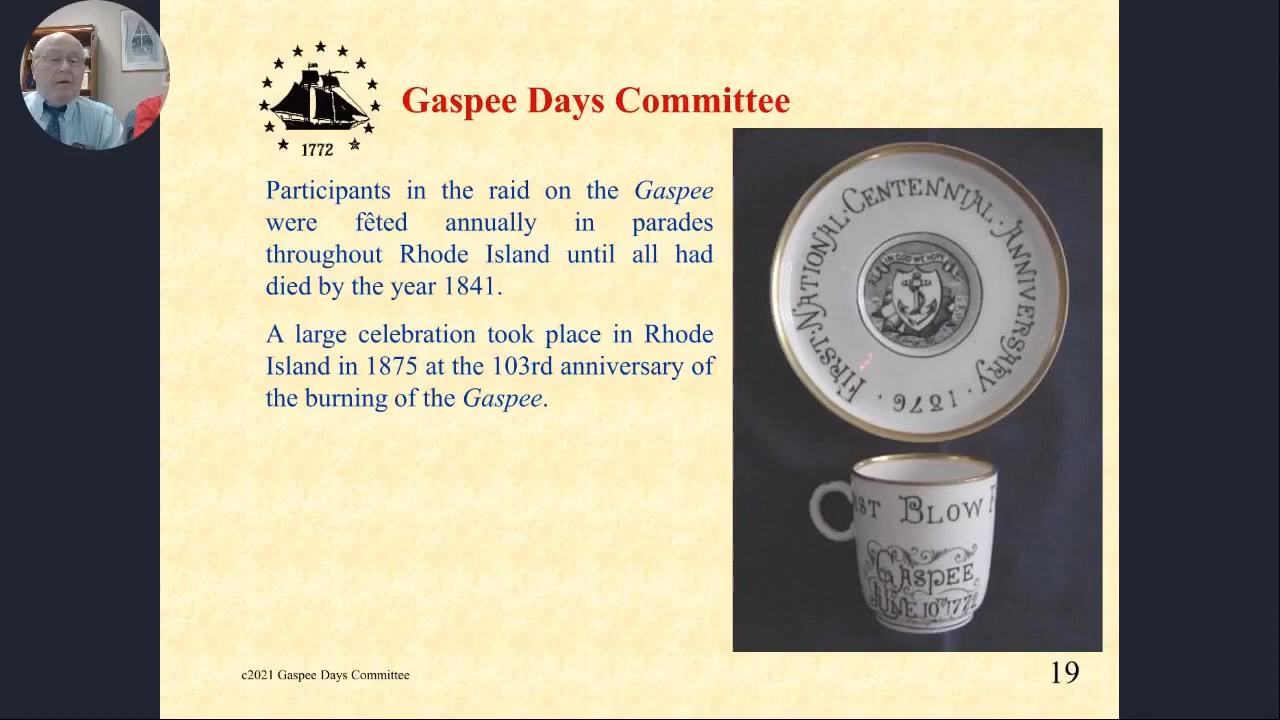 Gaspee Days Committee
1772
Participants in the raid on the Gaspee
were fêted annually in parades
throughout Rhode Island until all had
died by the year 1841.
A large celebration took place in Rhode
Island in 1875 at the 103rd anniversary of
the burning of the Gaspee.
FIRST·NATIONAL·CENTENNIAL·ANNIVERSARY·1876·
IN GOD WE HOPE
BLOW
GASPEE
JUNE 10TH 1772
c2021 Gaspee Days Committee
19